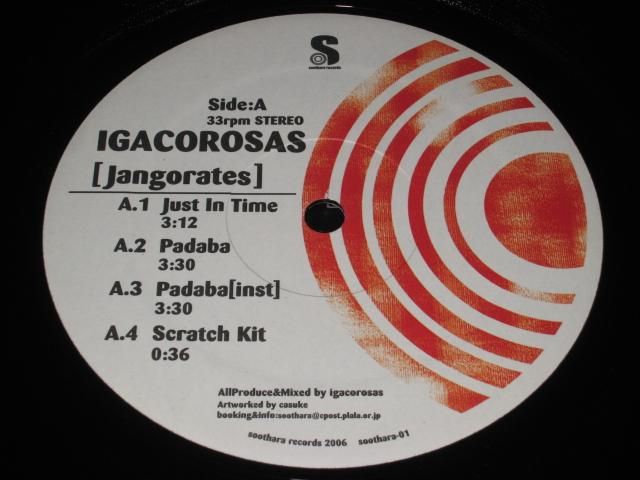 S
soothara records
Side:A
33rpm STEREO
IGACOROSAS
[Jangorates]
A.1 Just In Time
3:12
A.2 Padaba
3:30
A.3 Padaba[inst]
3:30
A.4 Scratch Kit
0:36
AllProduce&Mixed by igacorosas
Artworked by casuke
booking&info:soothara@cpost.plala.or.jp
soothara records 2006 soothara-01